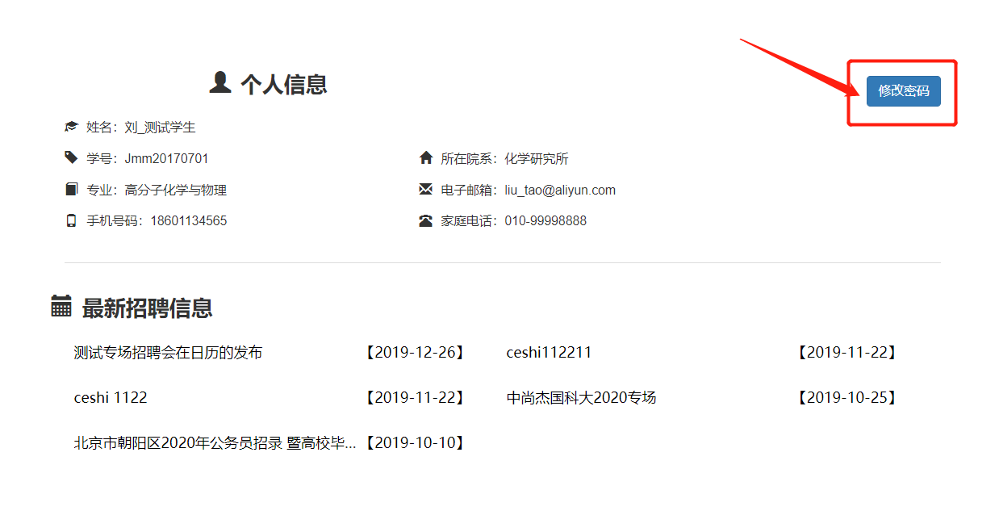 个人信息
修改密码
姓名：刘_测试学生
学号：Jmm20170701
所在院系：化学研究所
专业：高分子化学与物理
电子邮箱：liu_tao@aliyun.com
手机号码：18601134565
家庭电话：010-99998888
最新招聘信息
测试专场招聘会在日历的发布 【2019-12-26】
ceshi112211 【2019-11-22】
ceshi 1122 【2019-11-22】
中尚杰国科大2020专场 【2019-10-25】
北京市朝阳区2020年公务员招录 暨高校毕... 【2019-10-10】